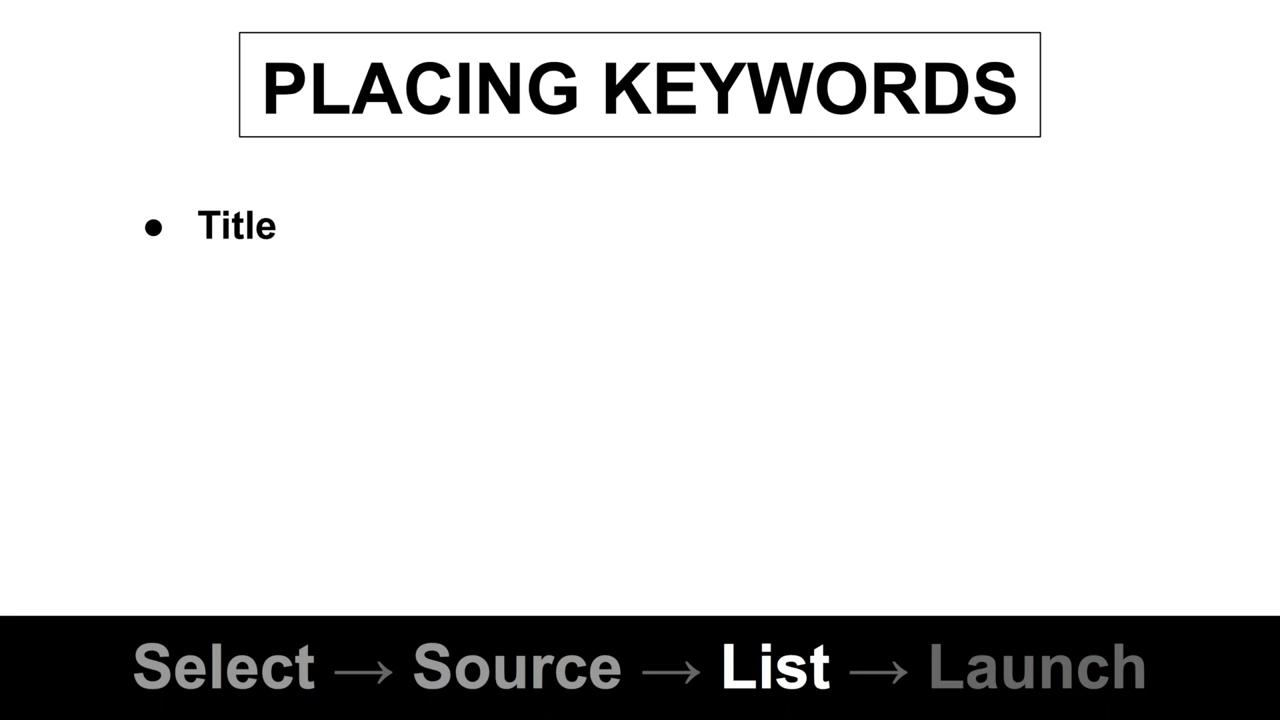 PLACING KEYWORDS
● Title
Select → Source → List → Launch